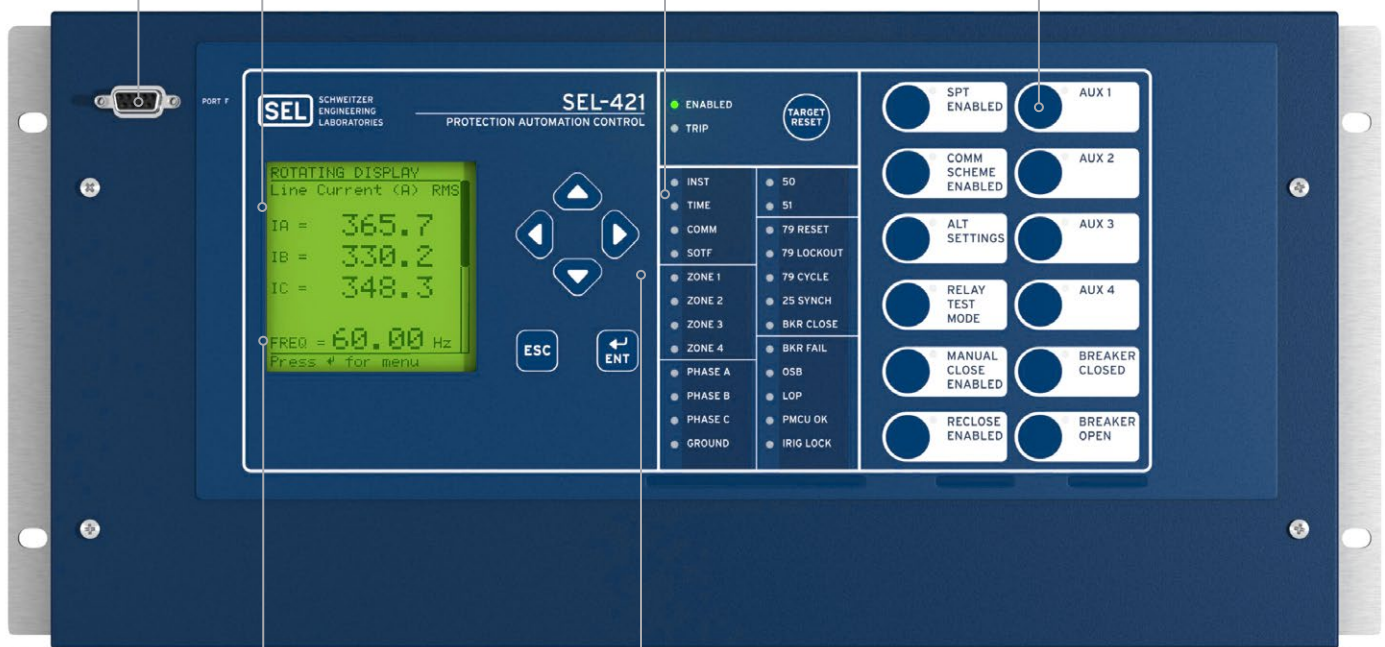 PORT F
SEL
SCHWEITZER
ENGINEERING
LABORATORIES
SEL-421
PROTECTION AUTOMATION CONTROL
ROTATING DISPLAY
Line Current (A) RMS
IA = 365.7
IB = 330.2
IC = 348.3
FREQ = 60.00 Hz
Press ↵ for menu
ESC
ENT
ENABLED
TRIP
TARGET
RESET
INST
TIME
COMM
SOTF
ZONE 1
ZONE 2
ZONE 3
ZONE 4
PHASE A
PHASE B
PHASE C
GROUND
50
51
79 RESET
79 LOCKOUT
79 CYCLE
25 SYNCH
BKR CLOSE
BKR FAIL
OSB
LOP
PMCU OK
IRIG LOCK
SPT
ENABLED
COMM
SCHEME
ENABLED
ALT
SETTINGS
RELAY
TEST
MODE
MANUAL
CLOSE
ENABLED
RECLOSE
ENABLED
AUX 1
AUX 2
AUX 3
AUX 4
BREAKER
CLOSED
BREAKER
OPEN